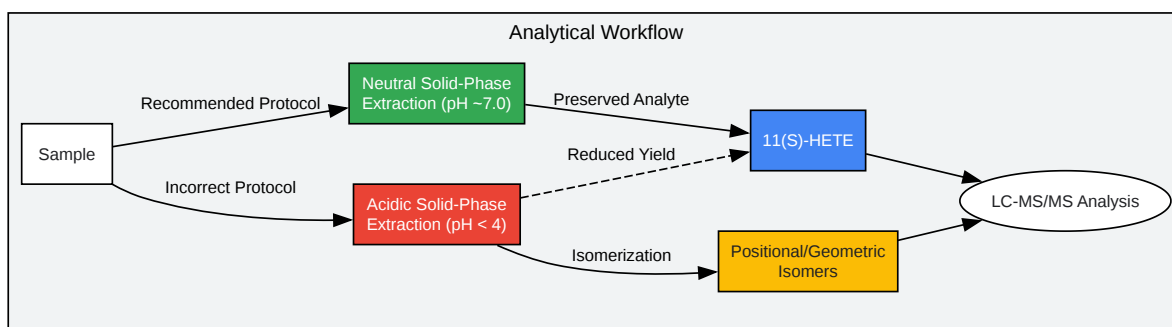 Analytical Workflow
Neutral Solid-Phase
Extraction (pH ~7.0)
Recommended Protocol
Preserved Analyte
Sample
11(S)-HETE
Reduced Yield
Incorrect Protocol
Acidic Solid-Phase
Extraction (pH < 4)
LC-MS/MS Analysis
Isomerization
Positional/Geometric
Isomers